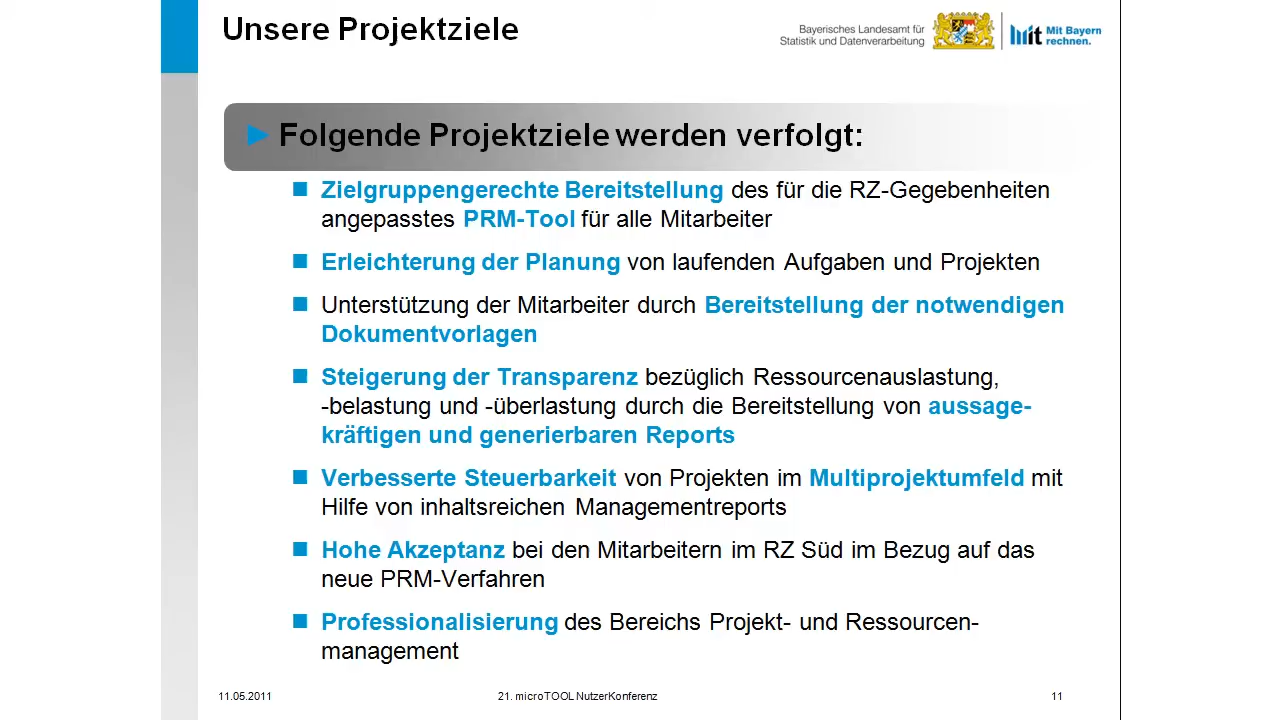 Unsere Projektziele
Bayerisches Landesamt für
Statistik und Datenverarbeitung
mit
Mit Bayern
rechnen.
Folgende Projektziele werden verfolgt:
Zielgruppengerechte Bereitstellung des für die RZ-Gegebenheiten
angepasstes PRM-Tool für alle Mitarbeiter
Erleichterung der Planung von laufenden Aufgaben und Projekten
Unterstützung der Mitarbeiter durch Bereitstellung der notwendigen
Dokumentvorlagen
Steigerung der Transparenz bezüglich Ressourcenauslastung,
-belastung und -überlastung durch die Bereitstellung von aussage-
kräftigen und generierbaren Reports
Verbesserte Steuerbarkeit von Projekten im Multiprojektumfeld mit
Hilfe von inhaltsreichen Managementreports
Hohe Akzeptanz bei den Mitarbeitern im RZ Süd im Bezug auf das
neue PRM-Verfahren
Professionalisierung des Bereichs Projekt- und Ressourcen-
management
11.05.2011
21. microTOOL NutzerKonferenz
11